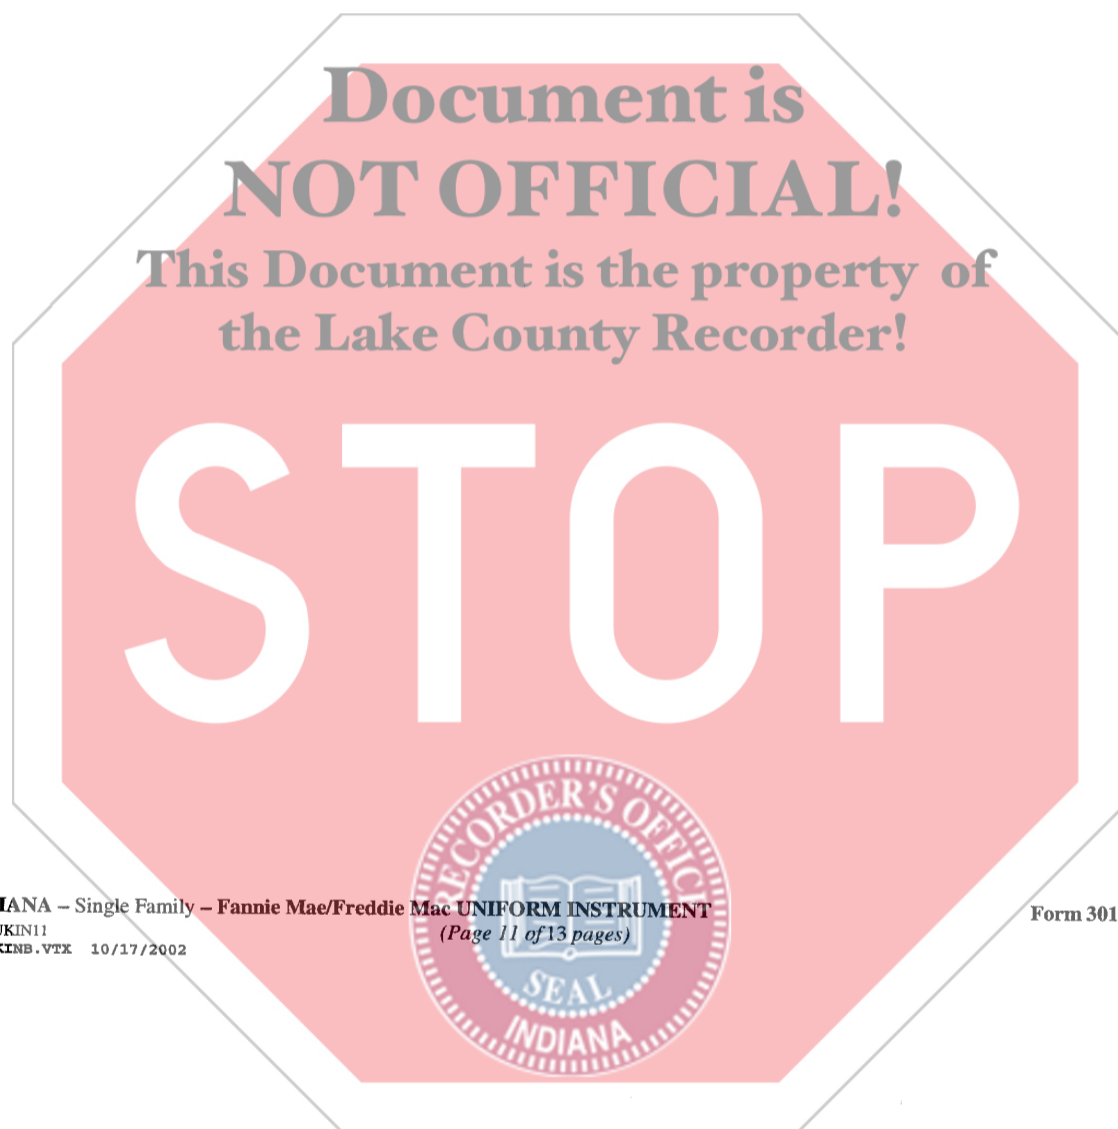 Document is
NOT OFFICIAL!
This Document is the property of
the Lake County Recorder!
STOP
RECORDER'S OFFICE
IANA – Single Family – Fannie Mae/Freddie Mac UNIFORM INSTRUMENT
Form 301
KIN11
(Page 11 of 13 pages)
INB.VTX 10/17/2002
SEAL
INDIANA